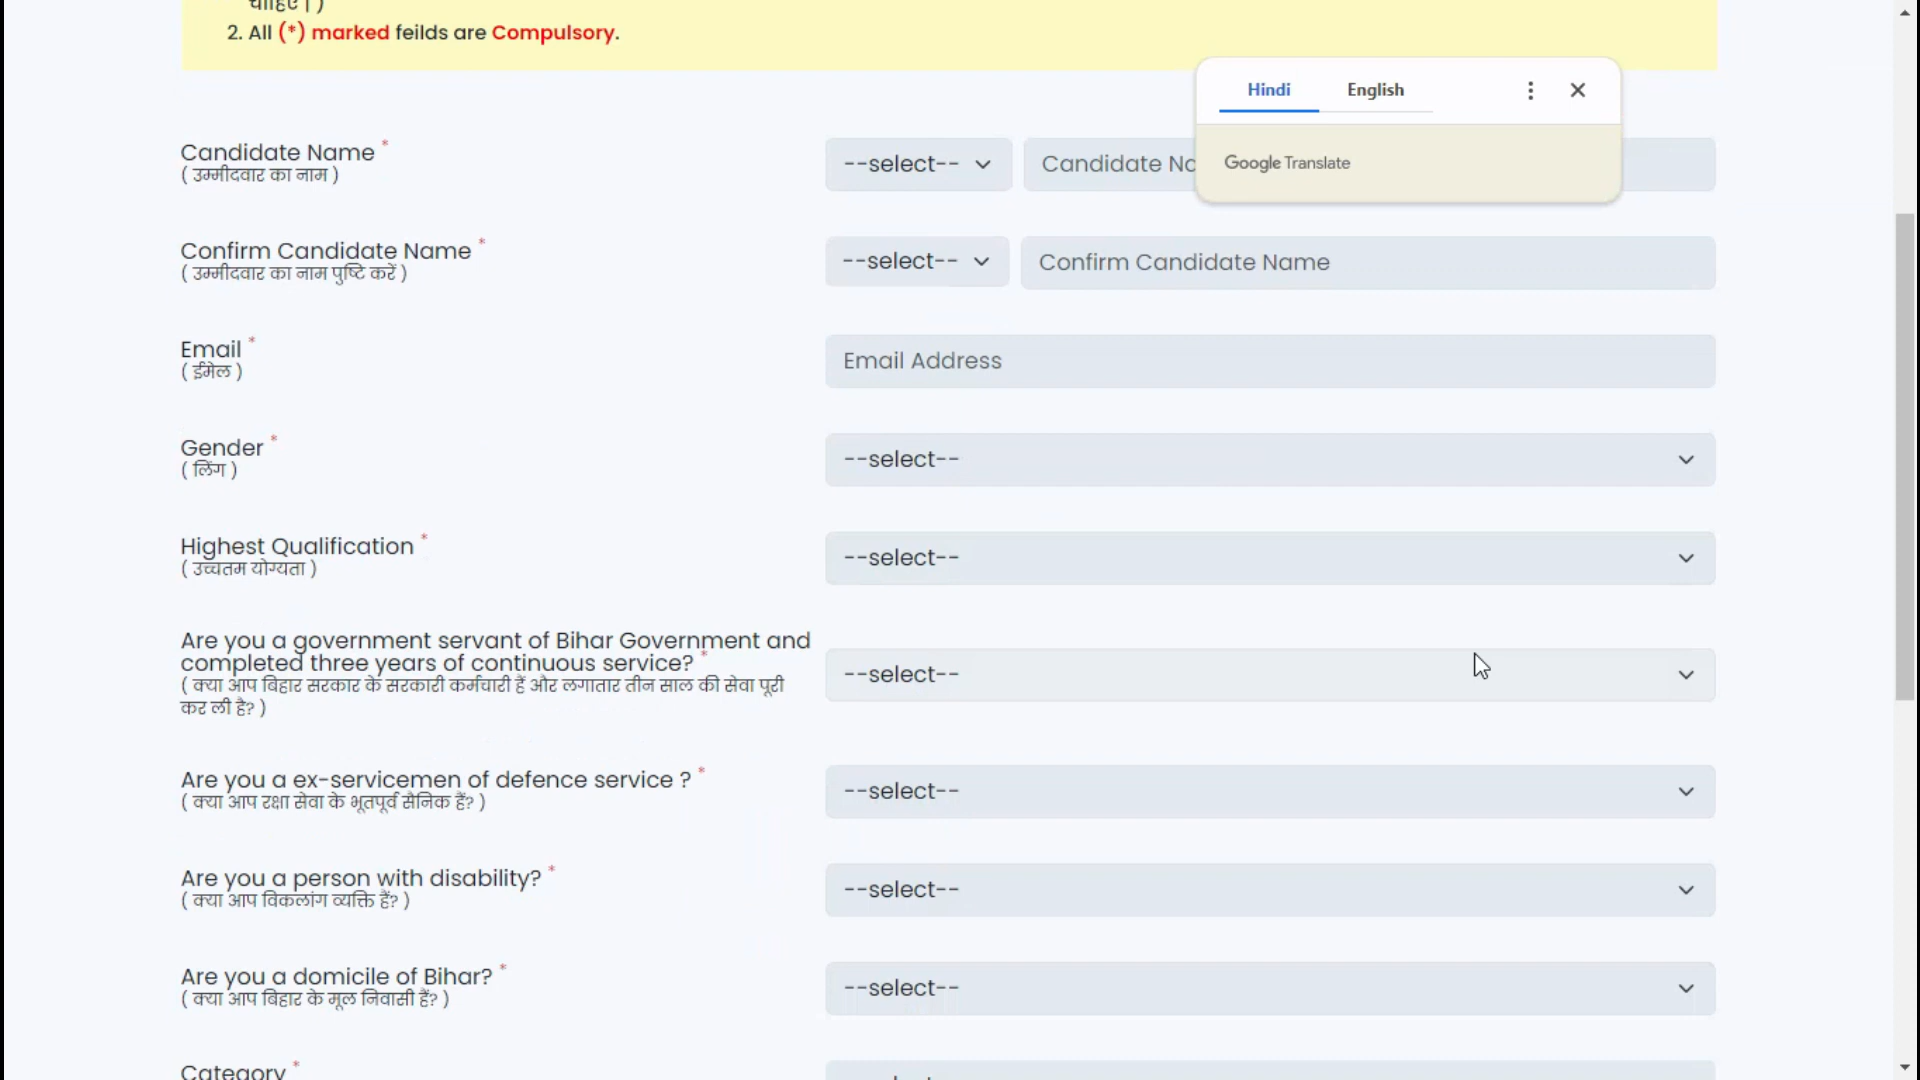 चाहिए | )
2. All (*) marked feilds are Compulsory.
Hindi English
Google Translate
Candidate Name *
( उम्मीदवार का नाम )
--select--
Candidate Na
Confirm Candidate Name *
( उम्मीदवार का नाम पुष्टि करें )
--select--
Confirm Candidate Name
Email *
( ईमेल )
Email Address
Gender *
( लिंग )
--select--
Highest Qualification *
( उच्चतम योग्यता )
--select--
Are you a government servant of Bihar Government and
completed three years of continuous service? *
( क्या आप बिहार सरकार के सरकारी कर्मचारी हैं और लगातार तीन साल की सेवा पूरी
कर ली है? )
--select--
Are you a ex-servicemen of defence service ? *
( क्या आप रक्षा सेवा के भूतपूर्व सैनिक हैं? )
--select--
Are you a person with disability? *
( क्या आप विकलांग व्यक्ति हैं? )
--select--
Are you a domicile of Bihar? *
( क्या आप बिहार के मूल निवासी हैं? )
--select--
Category *